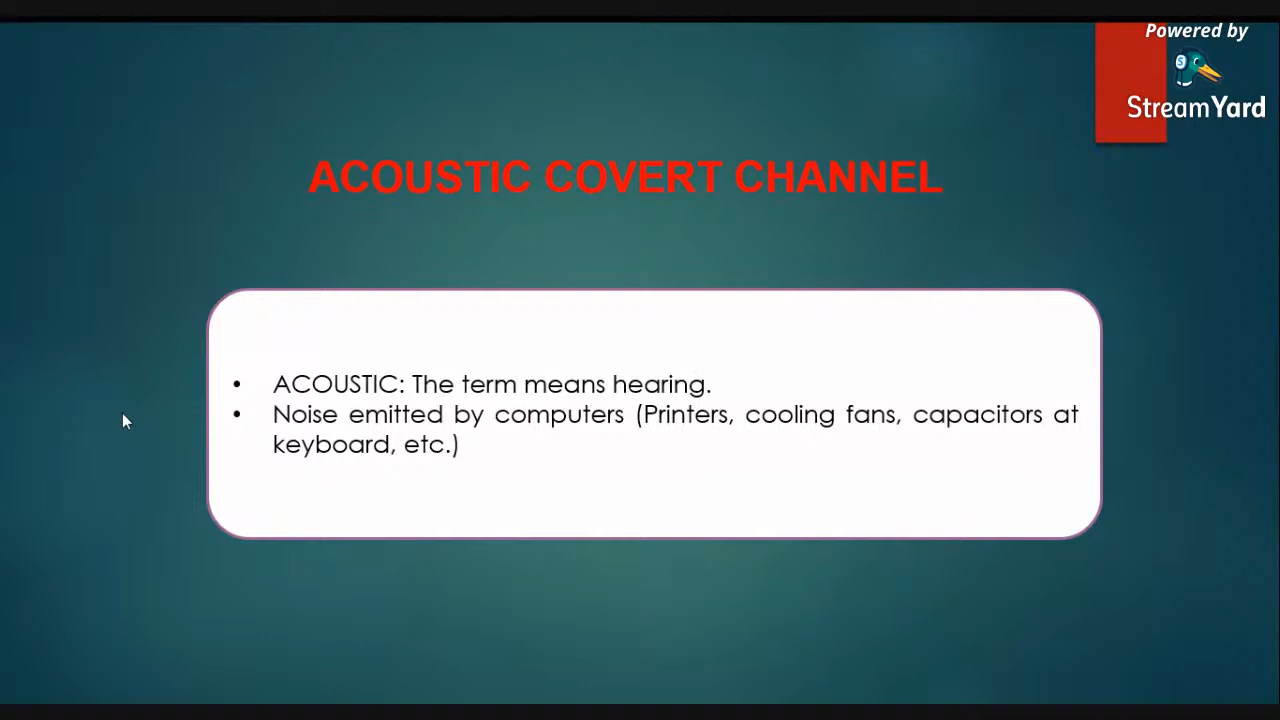 Powered by
StreamYard
ACOUSTIC COVERT CHANNEL
• ACOUSTIC: The term means hearing.
• Noise emitted by computers (Printers, cooling fans, capacitors at
keyboard, etc.)